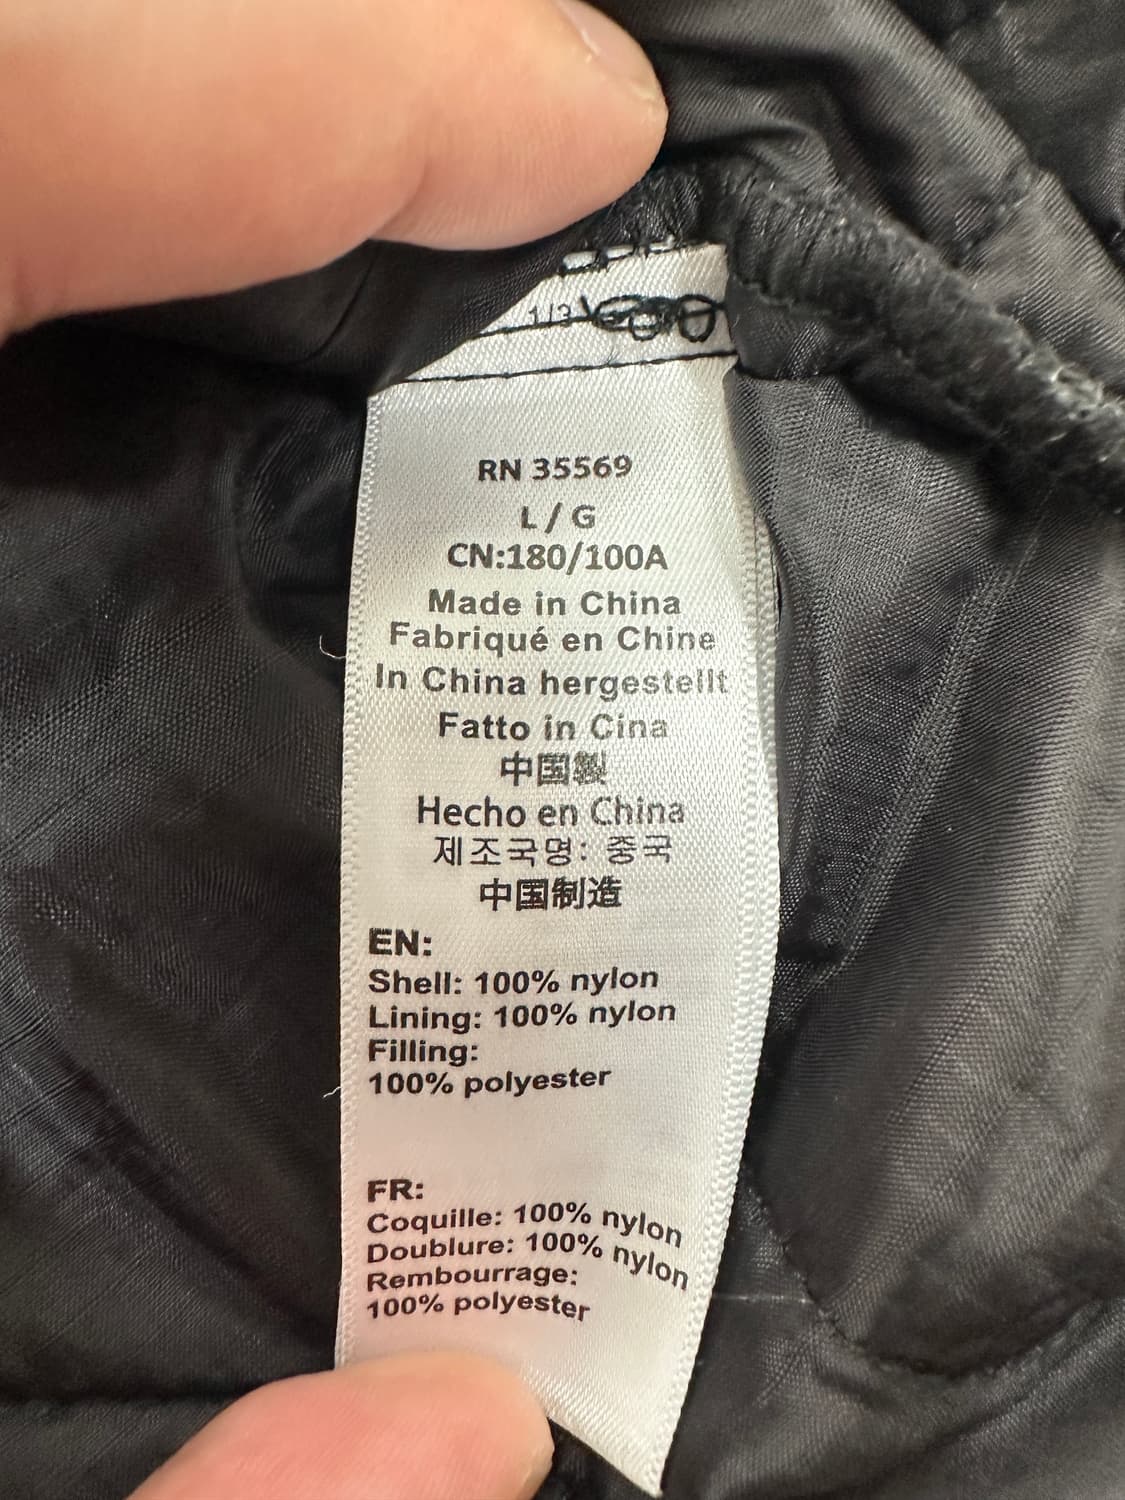 1/3
RN 35569
L / G
CN:180/100A
Made in China
Fabriqué en Chine
In China hergestellt
Fatto in Cina
中国製
Hecho en China
제조국명: 중국
中国制造
EN:
Shell: 100% nylon
Lining: 100% nylon
Filling:
100% polyester
FR:
Coquille: 100% nylon
Doublure: 100% nylon
Rembourrage:
100% polyester